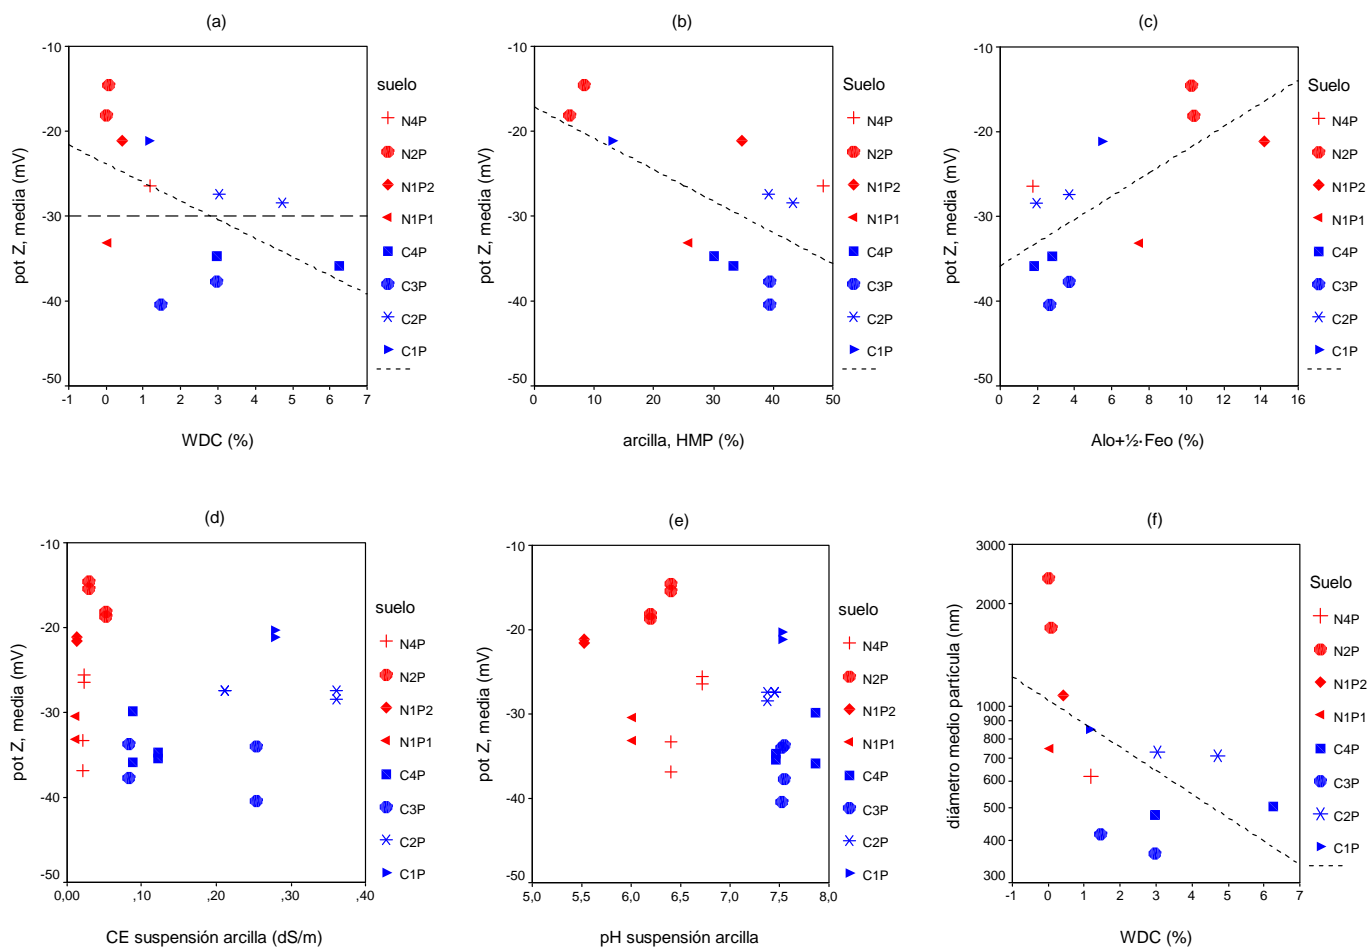 (a)
-10
-20
-30
-40
-50
pot Z, media (mV)
-1 0 1 2 3 4 5 6 7
WDC (%)
suelo
N4P
N2P
N1P2
N1P1
C4P
C3P
C2P
C1P
(b)
-10
-20
-30
-40
-50
pot Z, media (mV)
0 10 20 30 40 50
arcilla, HMP (%)
Suelo
N4P
N2P
N1P2
N1P1
C4P
C3P
C2P
C1P
(c)
-10
-20
-30
-40
-50
pot Z, media (mV)
0 2 4 6 8 10 12 14 16
Alo+½·Feo (%)
Suelo
N4P
N2P
N1P2
N1P1
C4P
C3P
C2P
C1P
(d)
-10
-20
-30
-40
-50
pot Z, media (mV)
0,00 ,10 ,20 ,30 ,40
CE suspensión arcilla (dS/m)
suelo
N4P
N2P
N1P2
N1P1
C4P
C3P
C2P
C1P
(e)
-10
-20
-30
-40
-50
pot Z, media (mV)
5,0 5,5 6,0 6,5 7,0 7,5 8,0
pH suspensión arcilla
suelo
N4P
N2P
N1P2
N1P1
C4P
C3P
C2P
C1P
(f)
3000
2000
1000
900
800
700
600
500
400
300
diámetro medio partícula (nm)
-1 0 1 2 3 4 5 6 7
WDC (%)
Suelo
N4P
N2P
N1P2
N1P1
C4P
C3P
C2P
C1P